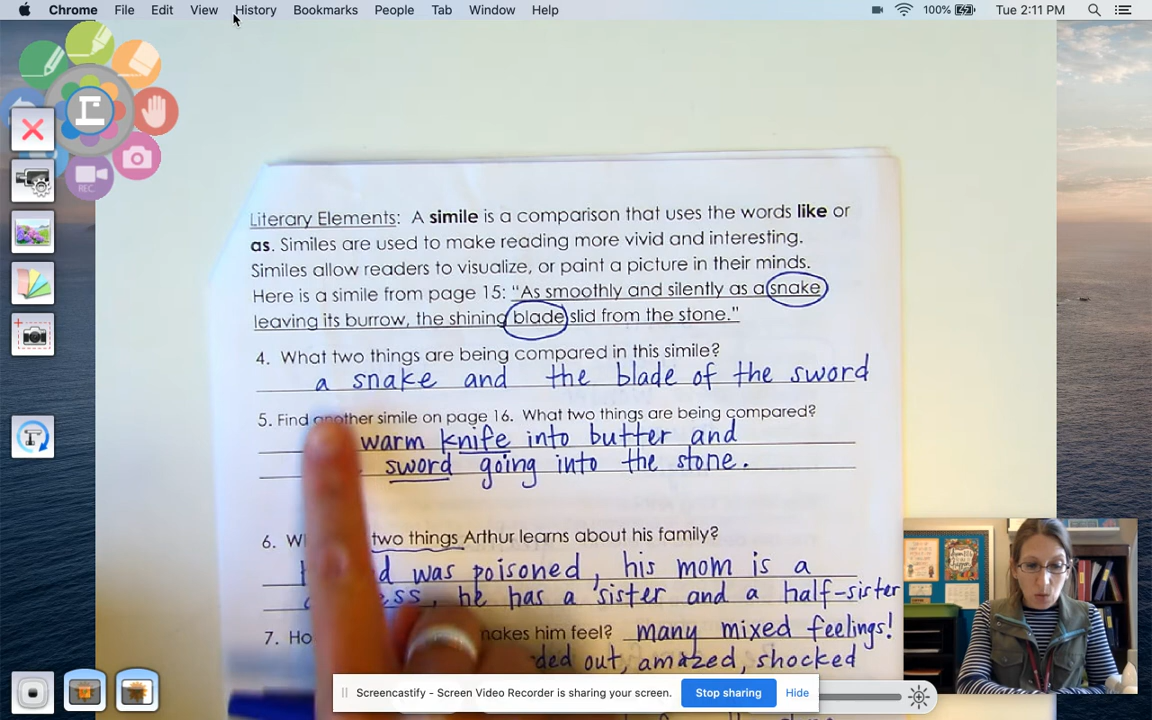 Chrome File Edit View History Bookmarks People Tab Window Help 100% Tue 2:11 PM
REC
Literary Elements: A simile is a comparison that uses the words like or
as. Similes are used to make reading more vivid and interesting.
Similes allow readers to visualize, or paint a picture in their minds.
Here is a simile from page 15: "As smoothly and silently as a snake
leaving its burrow, the shining blade slid from the stone."
4. What two things are being compared in this simile?
a snake and the blade of the sword
5. Find another simile on page 16. What two things are being compared?
warm knife into butter and
sword going into the stone.
6. two things Arthur learns about his family?
was poisoned, his mom is a
he has a sister and a half-sister
7. makes him feel? many mixed feelings!
out, amazed, shocked
Screencastify - Screen Video Recorder is sharing your screen. Stop sharing Hide